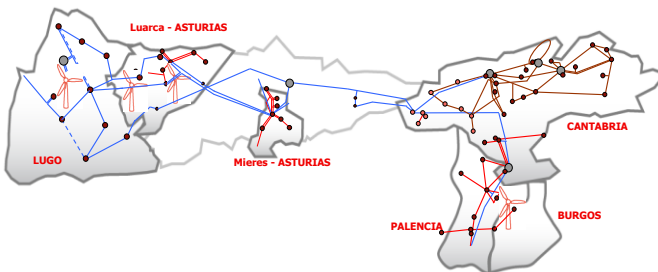 Luarca - ASTURIAS
CANTABRIA
LUGO
Mieres - ASTURIAS
PALENCIA
BURGOS